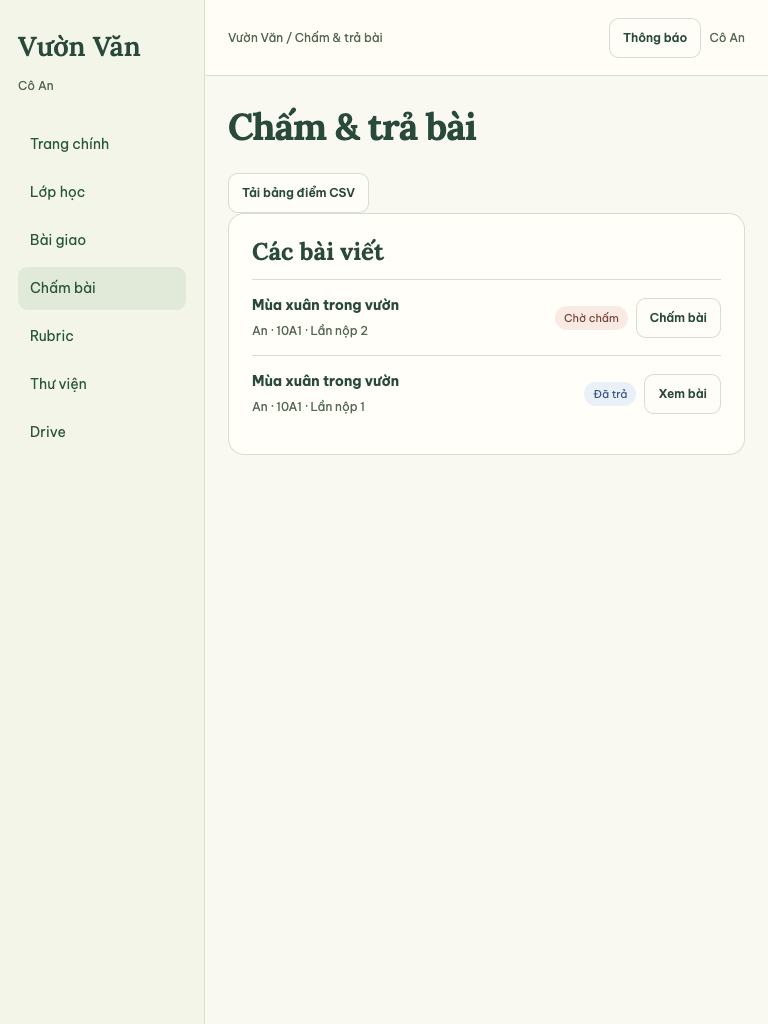 Vườn Văn
Cô An
Trang chính
Lớp học
Bài giao
Chấm bài
Rubric
Thư viện
Drive
Vườn Văn / Chấm & trả bài
Thông báo
Cô An
Chấm & trả bài
Tải bảng điểm CSV
Các bài viết
Mùa xuân trong vườn
An · 10A1 · Lần nộp 2
Chờ chấm
Chấm bài
Mùa xuân trong vườn
An · 10A1 · Lần nộp 1
Đã trả
Xem bài